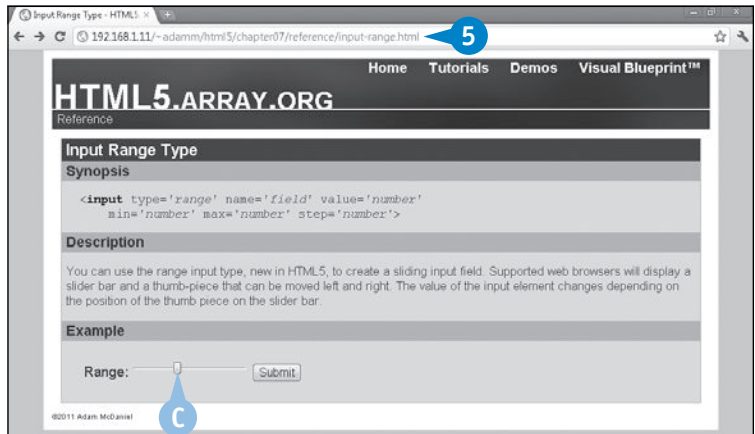 Input Range Type - HTML5
192.168.1.11/~adamm/html5/chapter07/reference/input-range.html
5
Home Tutorials Demos Visual Blueprint™
HTML5.ARRAY.ORG
Reference
Input Range Type
Synopsis
<input type='range' name='field' value='number'
min='number' max='number' step='number'>
Description
You can use the range input type, new in HTML5, to create a sliding input field. Supported web browsers will display a
slider bar and a thumb-piece that can be moved left and right. The value of the input element changes depending on
the position of the thumb piece on the slider bar.
Example
Range: Submit
C
©2011 Adam McDaniel